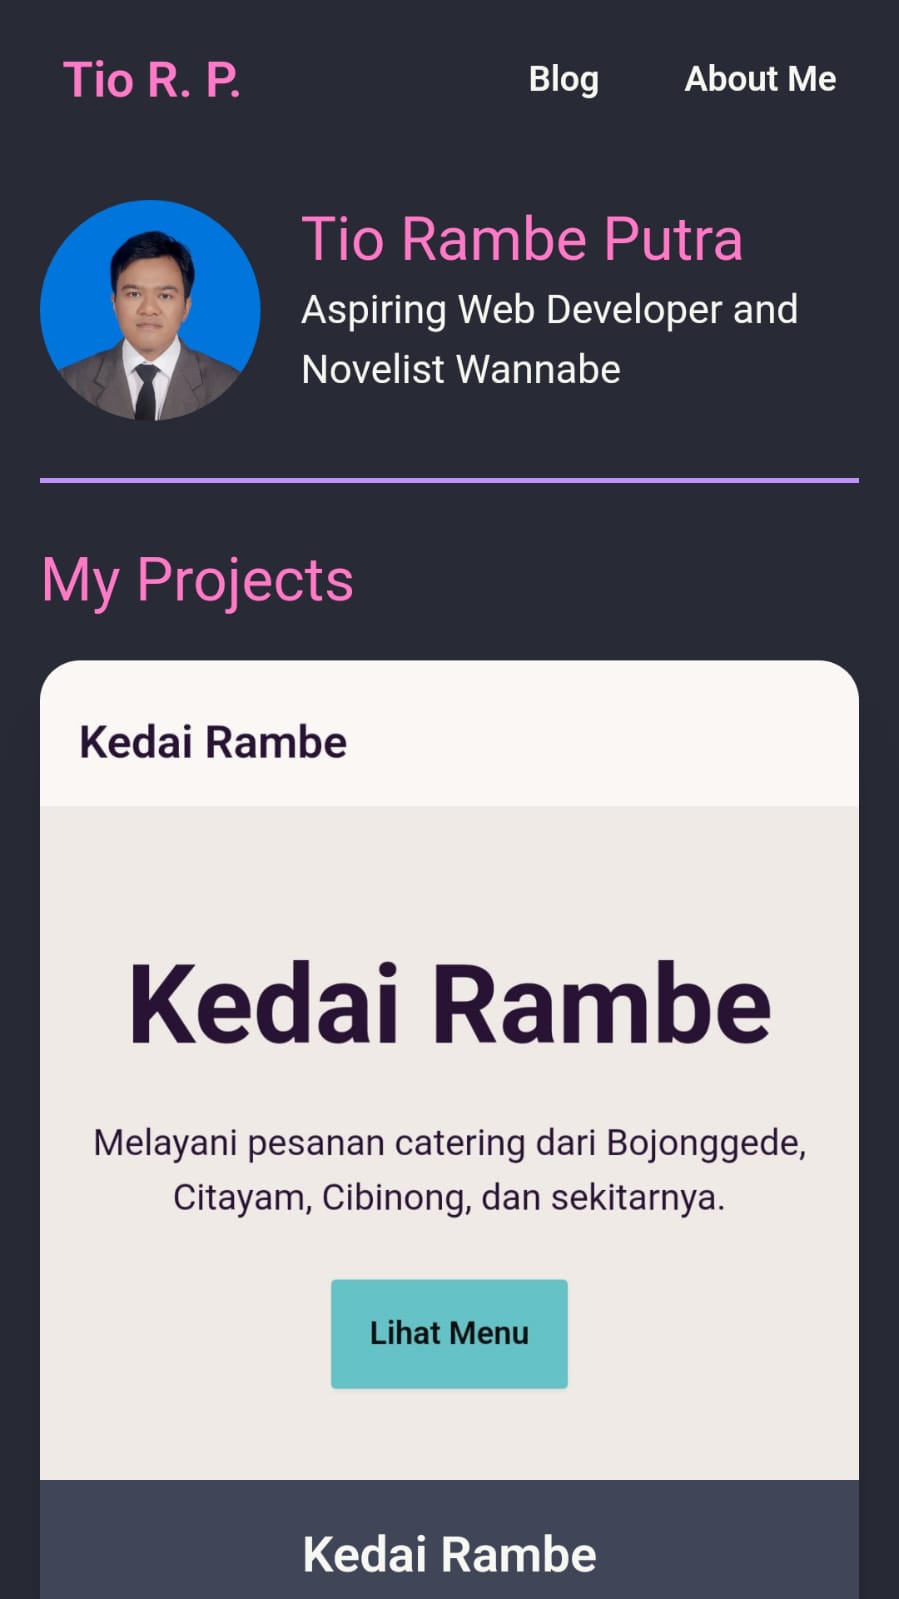 Tio R. P.
Blog
About Me
Tio Rambe Putra
Aspiring Web Developer and
Novelist Wannabe
My Projects
Kedai Rambe
Kedai Rambe
Melayani pesanan catering dari Bojonggede,
Citayam, Cibinong, dan sekitarnya.
Lihat Menu
Kedai Rambe